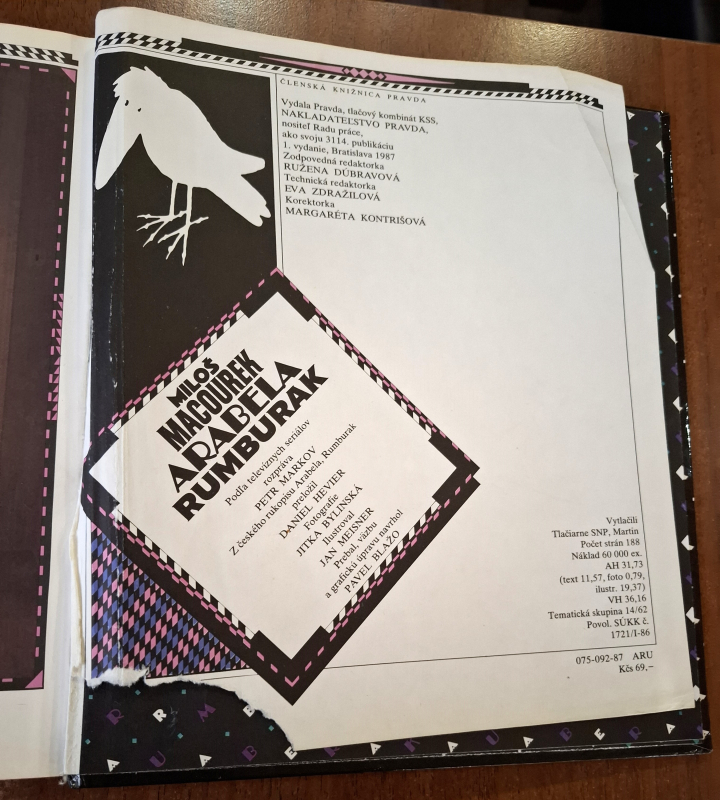 ČLENSKÁ KNIŽNICA PRAVDA
Vydala Pravda, tlačový kombinát KSS,
NAKLADATEĽSTVO PRAVDA,
nositeľ Radu práce,
ako svoju 3114. publikáciu
1. vydanie, Bratislava 1987
Zodpovedná redaktorka
RUŽENA DÚBRAVOVÁ
Technická redaktorka
EVA ZDRAŽILOVÁ
Korektorka
MARGARÉTA KONTRIŠOVÁ
MILOŠ
MACOUREK
ARABELA
RUMBURAK
Podľa televíznych seriálov
rozpráva
PETR MARKOV
Z českého rukopisu Arabela, Rumburak
preložil
DANIEL HEVIER
Fotografie
JITKA BYLINSKÁ
Ilustroval
JAN MEISNER
Prebal, väzbu
a grafickú úpravu navrhol
PAVEL BLAŽO
Vytlačili
Tlačiarne SNP, Martin
Počet strán 188
Náklad 60 000 ex.
AH 31,73
(text 11,57, foto 0,79,
ilustr. 19,37)
VH 36,16
Tematická skupina 14/62
Povol. SÚKK č.
1721/I-86
075-092-87 ARU
Kčs 69,–